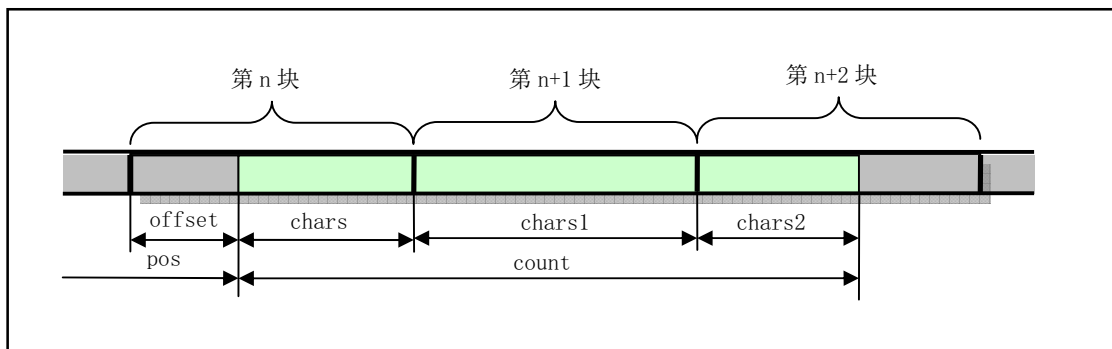 第 n 块 第 n+1 块 第 n+2 块
offset chars chars1 chars2
pos count